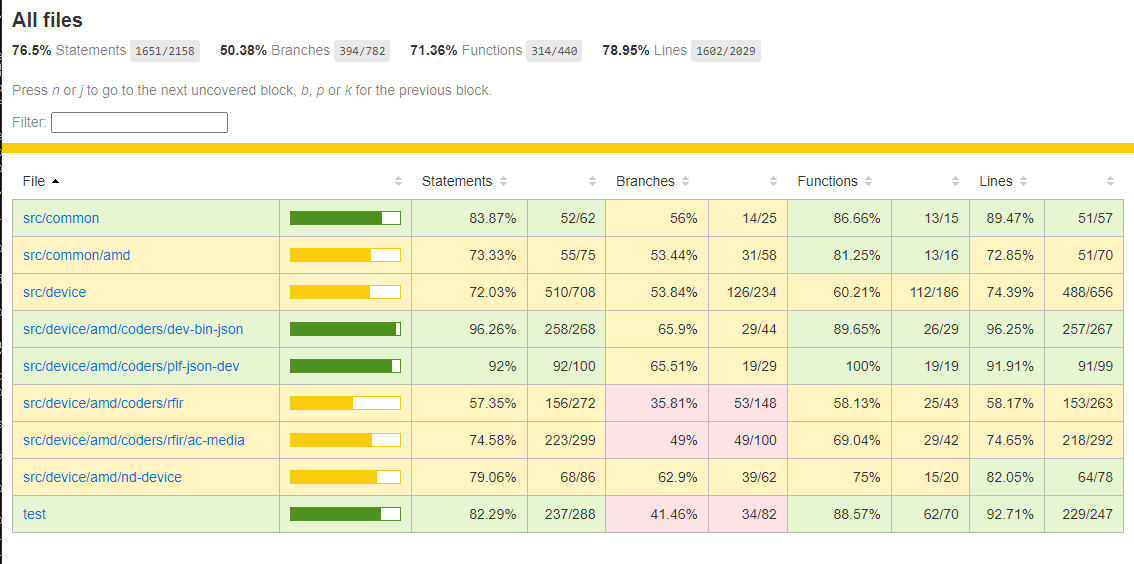 All files
76.5% Statements 1651/2158 50.38% Branches 394/782 71.36% Functions 314/440 78.95% Lines 1602/2029
Press n or j to go to the next uncovered block, b, p or k for the previous block.
Filter:
File Statements Branches Functions Lines
src/common 83.87% 52/62 56% 14/25 86.66% 13/15 89.47% 51/57
src/common/amd 73.33% 55/75 53.44% 31/58 81.25% 13/16 72.85% 51/70
src/device 72.03% 510/708 53.84% 126/234 60.21% 112/186 74.39% 488/656
src/device/amd/coders/dev-bin-json 96.26% 258/268 65.9% 29/44 89.65% 26/29 96.25% 257/267
src/device/amd/coders/plf-json-dev 92% 92/100 65.51% 19/29 100% 19/19 91.91% 91/99
src/device/amd/coders/rfir 57.35% 156/272 35.81% 53/148 58.13% 25/43 58.17% 153/263
src/device/amd/coders/rfir/ac-media 74.58% 223/299 49% 49/100 69.04% 29/42 74.65% 218/292
src/device/amd/nd-device 79.06% 68/86 62.9% 39/62 75% 15/20 82.05% 64/78
test 82.29% 237/288 41.46% 34/82 88.57% 62/70 92.71% 229/247